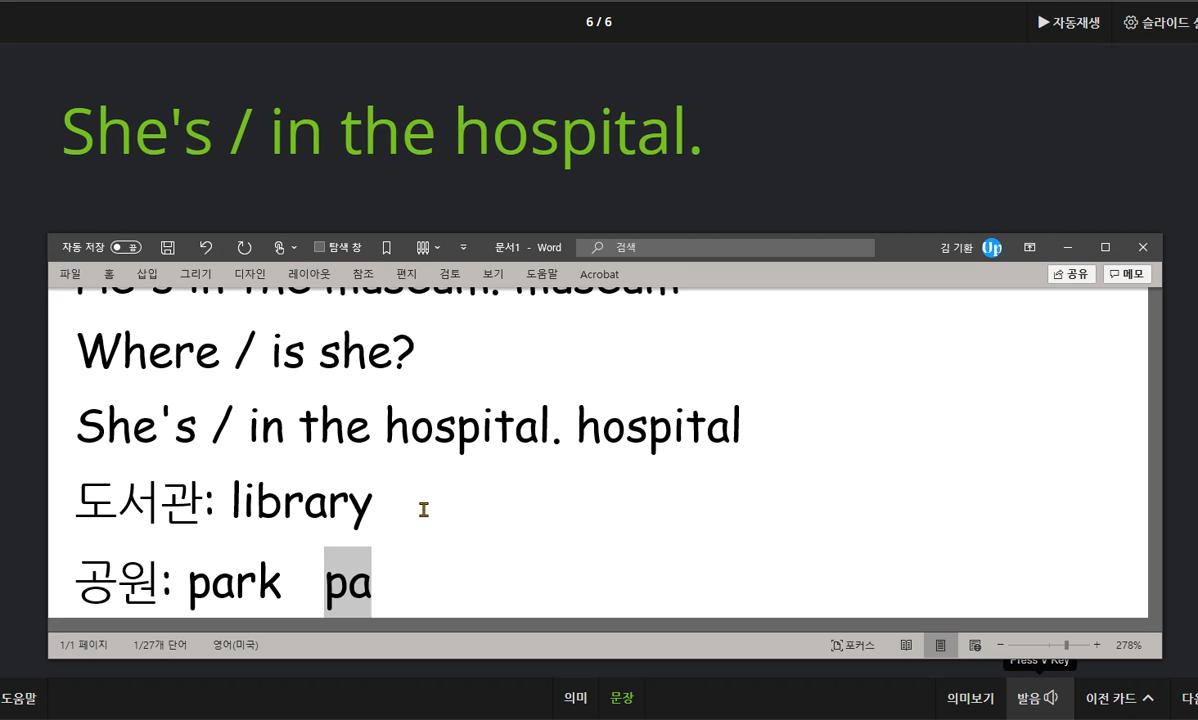 6 / 6
자동재생
슬라이드
She's / in the hospital.
자동 저장
탐색 창
문서1 - Word
검색
김 기환
Up
파일 홈 삽입 그리기 디자인 레이아웃 참조 편지 검토 보기 도움말 Acrobat
공유
메모
He's in the museum. museum
Where / is she?
She's / in the hospital. hospital
도서관: library
공원: park pa
1/1 페이지 1/27개 단어 영어(미국)
포커스
278%
Press V Key
도움말
의미
문장
의미보기
발음
이전 카드